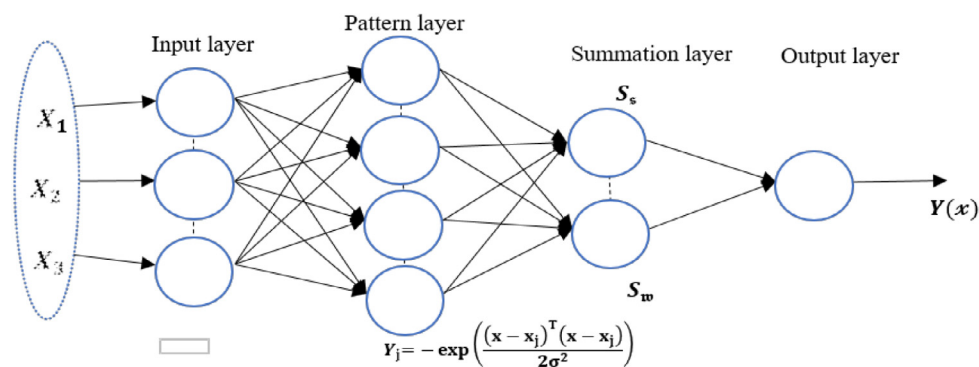 Pattern layer
Input layer
Summation layer
Output layer
X1
X2
X3
Ss
Sw
Y(x)
Yj = − exp ( (x − xj)ᵀ(x − xj) / 2σ² )